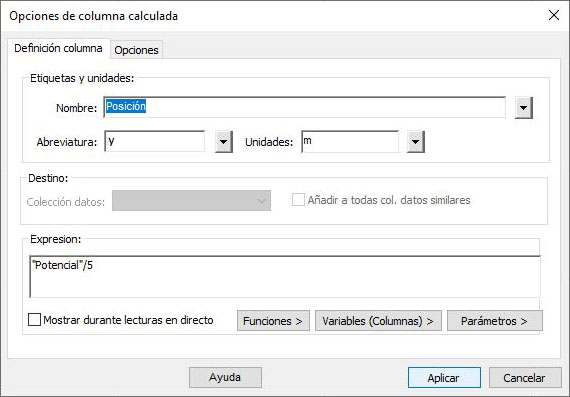 Opciones de columna calculada
Definición columna Opciones
Etiquetas y unidades:
Nombre: Posición
Abreviatura: y Unidades: m
Destino:
Colección datos: Añadir a todas col. datos similares
Expresion:
"Potencial"/5
Mostrar durante lecturas en directo Funciones > Variables (Columnas) > Parámetros >
Ayuda Aplicar Cancelar